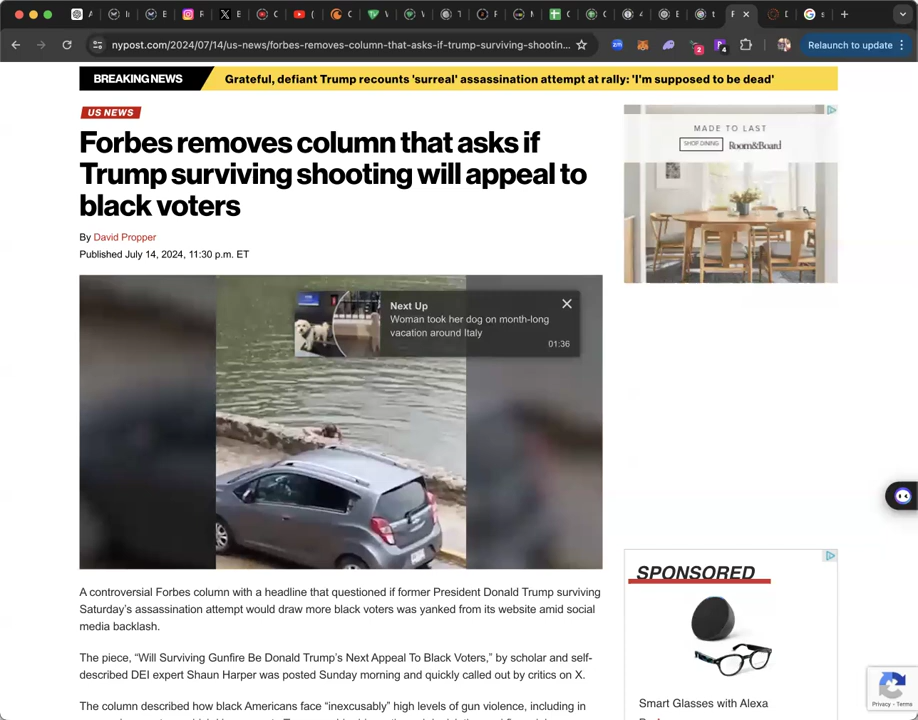 Relaunch to update
nypost.com/2024/07/14/us-news/forbes-removes-column-that-asks-if-trump-surviving-shootin...
BREAKING NEWS
Grateful, defiant Trump recounts 'surreal' assassination attempt at rally: 'I'm supposed to be dead'
US NEWS
Forbes removes column that asks if
Trump surviving shooting will appeal to
black voters
By David Propper
Published July 14, 2024, 11:30 p.m. ET
Next Up
Woman took her dog on month-long
vacation around Italy
01:36
A controversial Forbes column with a headline that questioned if former President Donald Trump surviving
Saturday's assassination attempt would draw more black voters was yanked from its website amid social
media backlash.
The piece, “Will Surviving Gunfire Be Donald Trump's Next Appeal To Black Voters,” by scholar and self-
described DEI expert Shaun Harper was posted Sunday morning and quickly called out by critics on X.
The column described how black Americans face “inexcusably” high levels of gun violence, including in
MADE TO LAST
SHOP DINING
Room&Board
SPONSORED
Smart Glasses with Alexa
Privacy - Terms